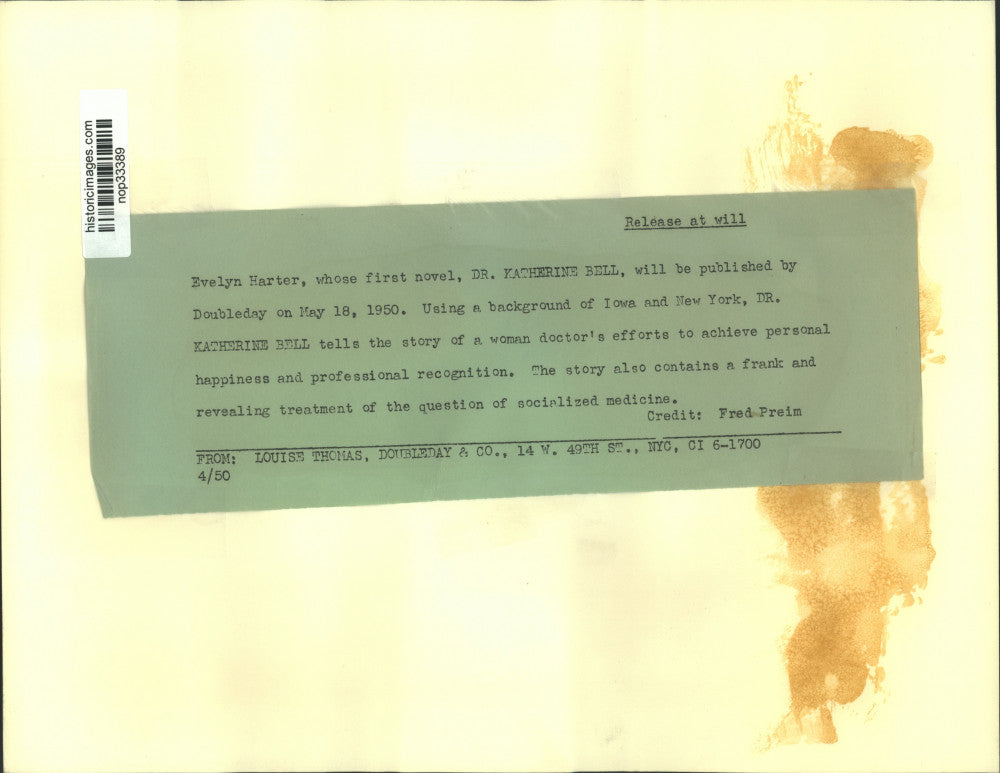 historicimages.com
nop33389
Release at will
Evelyn Harter, whose first novel, DR. KATHERINE BELL, will be published by
Doubleday on May 18, 1950. Using a background of Iowa and New York, DR.
KATHERINE BELL tells the story of a woman doctor's efforts to achieve personal
happiness and professional recognition. The story also contains a frank and
revealing treatment of the question of socialized medicine.
Credit: Fred Preim
FROM: LOUISE THOMAS, DOUBLEDAY & CO., 14 W. 49TH ST., NYC, CI 6-1700
4/50